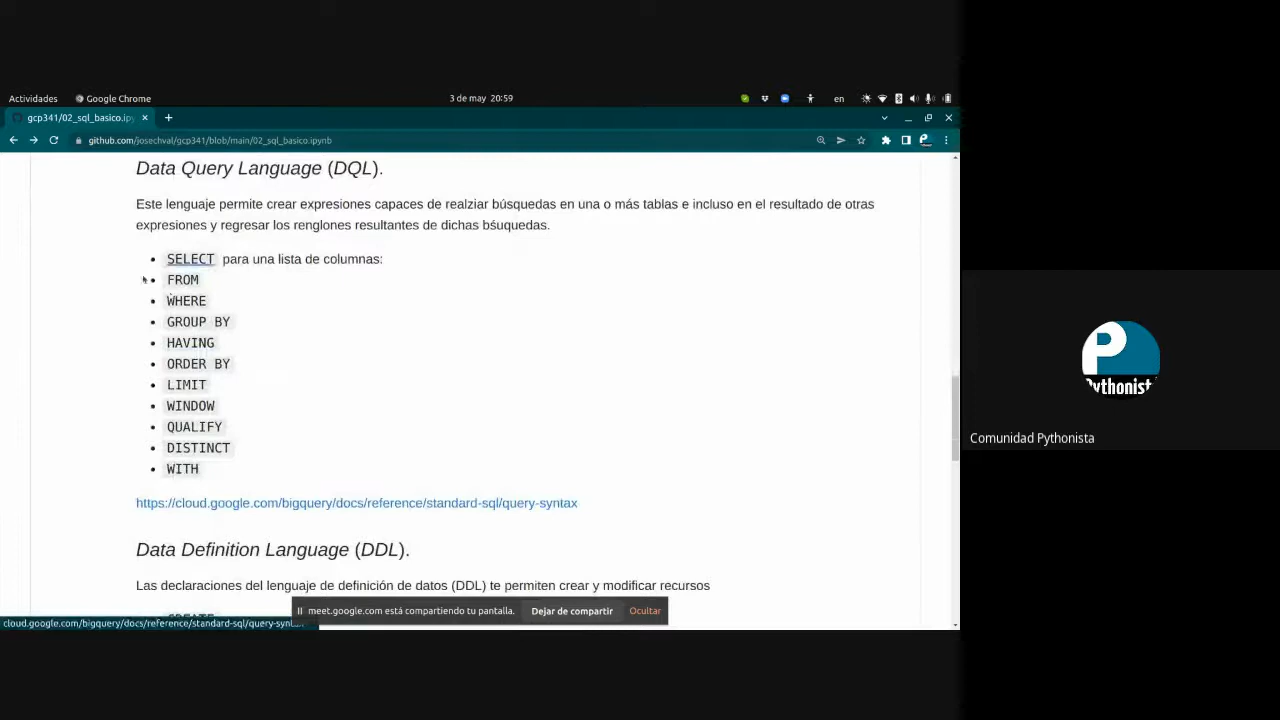 Actividades
Google Chrome
3 de may 20:59
en
gcp341/02_sql_basico.ipy
github.com/josechval/gcp341/blob/main/02_sql_basico.ipynb
Data Query Language (DQL).
Este lenguaje permite crear expresiones capaces de realziar búsquedas en una o más tablas e incluso en el resultado de otras
expresiones y regresar los renglones resultantes de dichas bśuquedas.
SELECT para una lista de columnas:
FROM
WHERE
GROUP BY
HAVING
ORDER BY
LIMIT
WINDOW
QUALIFY
DISTINCT
WITH
https://cloud.google.com/bigquery/docs/reference/standard-sql/query-syntax
Data Definition Language (DDL).
Las declaraciones del lenguaje de definición de datos (DDL) te permiten crear y modificar recursos
CREATE
meet.google.com está compartiendo tu pantalla.
Dejar de compartir
Ocultar
cloud.google.com/bigquery/docs/reference/standard-sql/query-syntax
P
Pythonist
Comunidad Pythonista